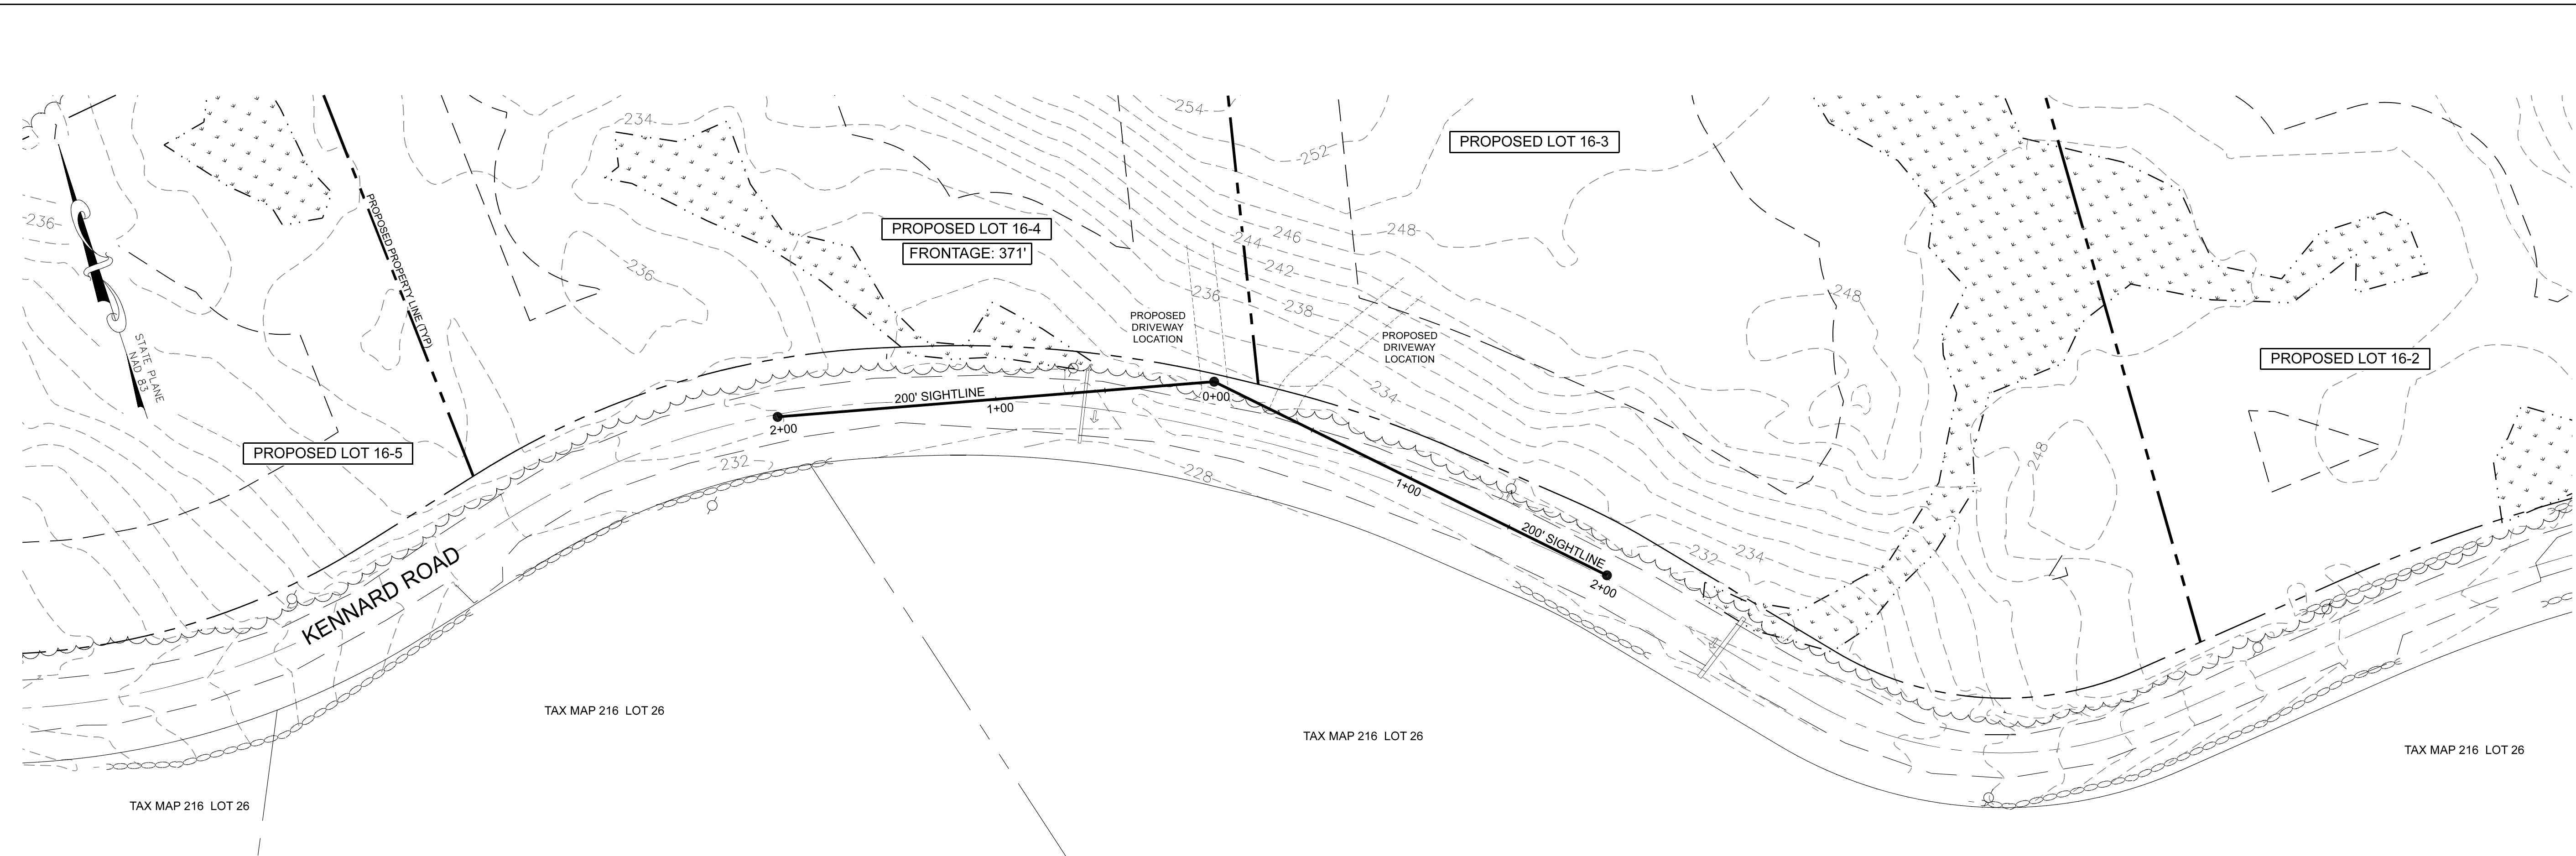 254
252
234
PROPOSED LOT 16-3
PROPOSED PROPERTY LINE (TYP)
236
PROPOSED LOT 16-4
FRONTAGE: 371'
244
246
248
242
236
236
238
248
PROPOSED
DRIVEWAY
LOCATION
PROPOSED
DRIVEWAY
LOCATION
STATE PLANE
NAD 83
PROPOSED LOT 16-2
234
200' SIGHTLINE
0+00
1+00
2+00
PROPOSED LOT 16-5
232
228
1+00
248
200' SIGHTLINE
2+00
232
234
KENNARD ROAD
TAX MAP 216 LOT 26
TAX MAP 216 LOT 26
TAX MAP 216 LOT 26
TAX MAP 216 LOT 26